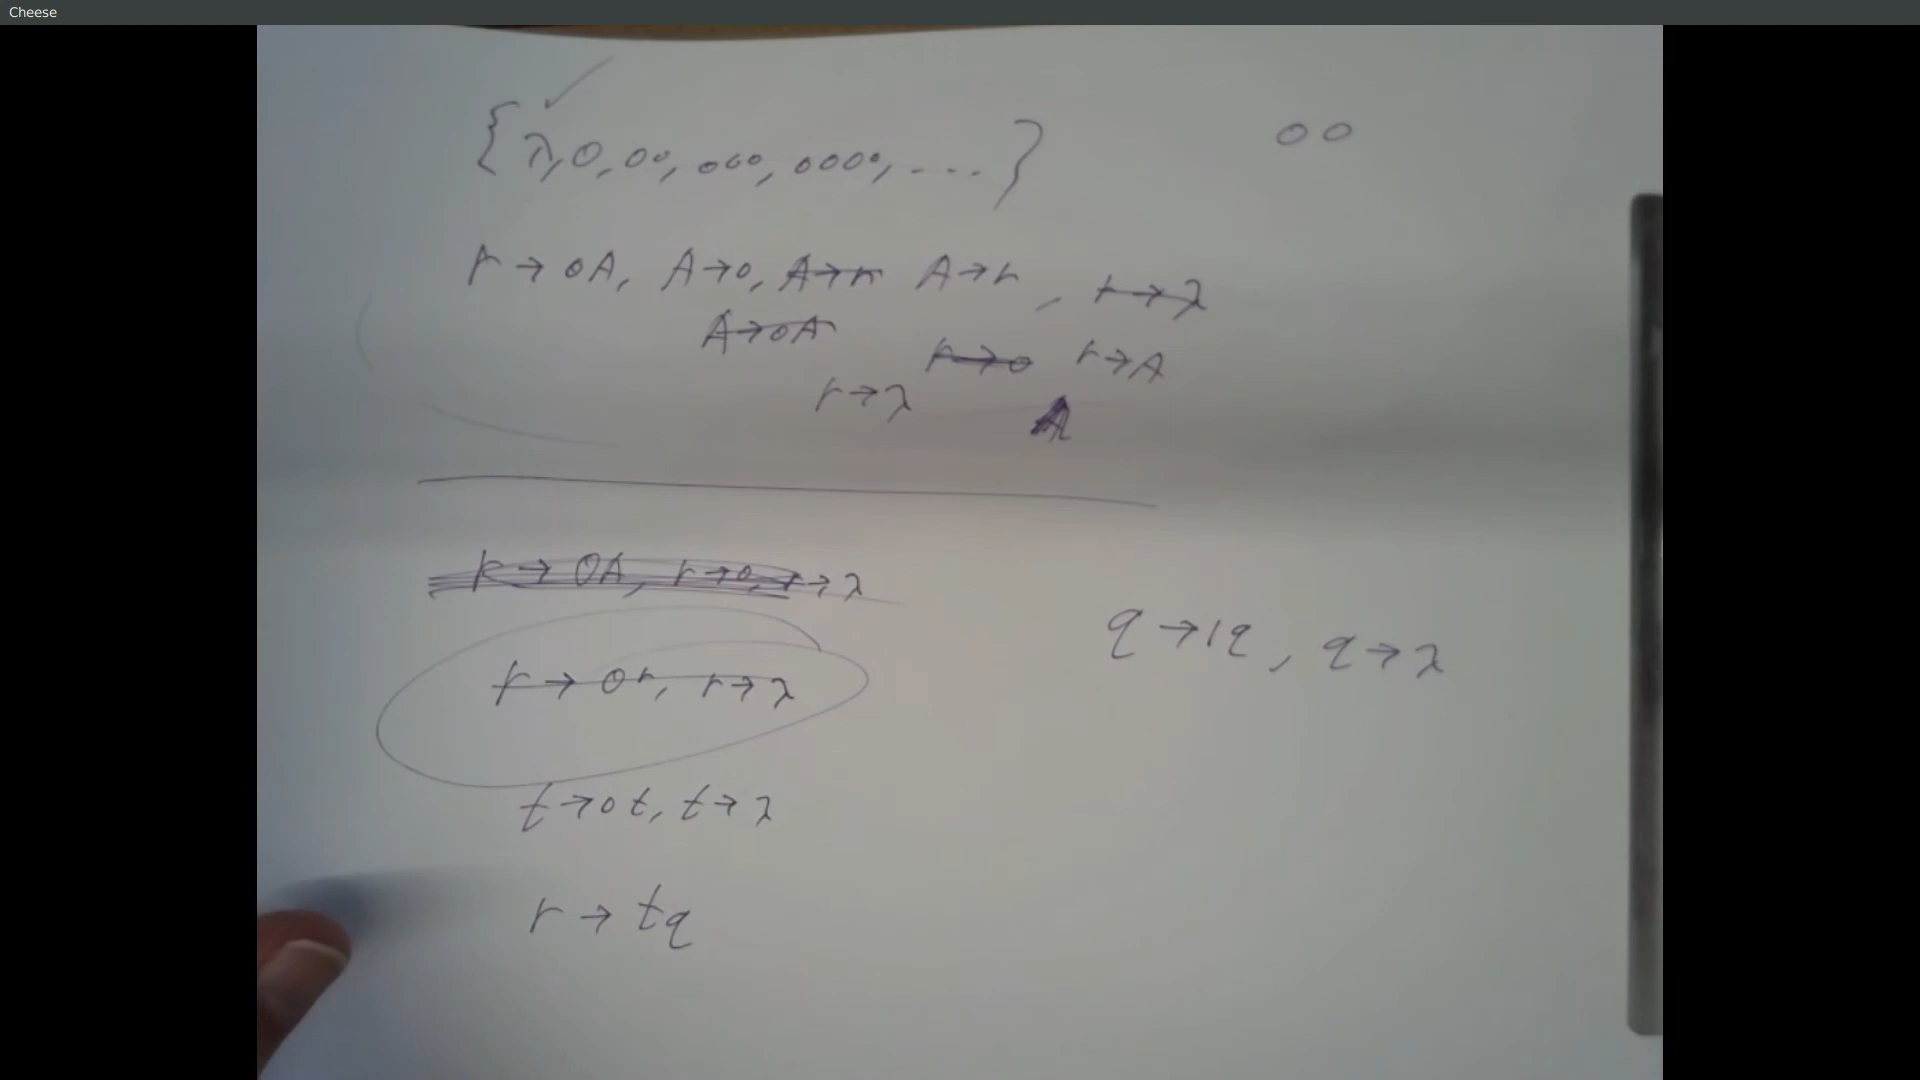 Cheese
{λ, 0, 00, 000, 0000, ....}
00
r → 0A, A → 0, A → r A → r, r → λ
A → 0A
r → 0 r → A
r → λ
A
r → 0A, r → 0, r → λ
r → 0r, r → λ
q → 1q, q → λ
t → 0t, t → λ
r → tq